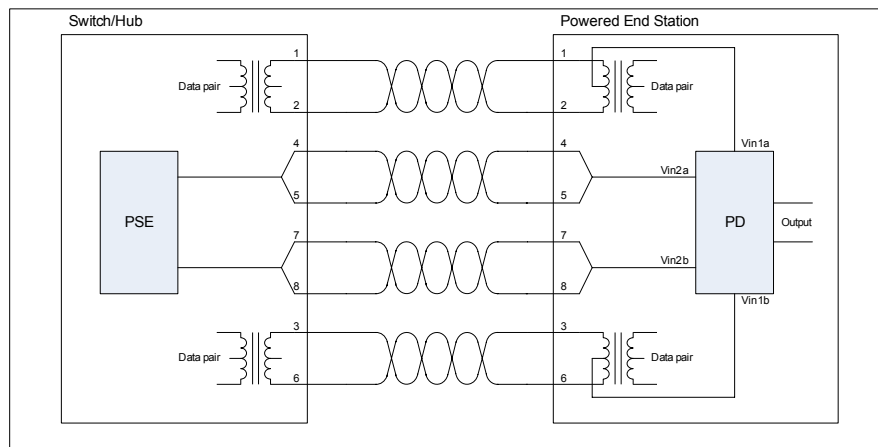 Switch/Hub
Powered End Station
1
1
Data pair
Data pair
2
2
Vin1a
4
4
Vin2a
5
5
PSE
PD
Output
7
7
Vin2b
8
8
Vin1b
3
3
Data pair
Data pair
6
6